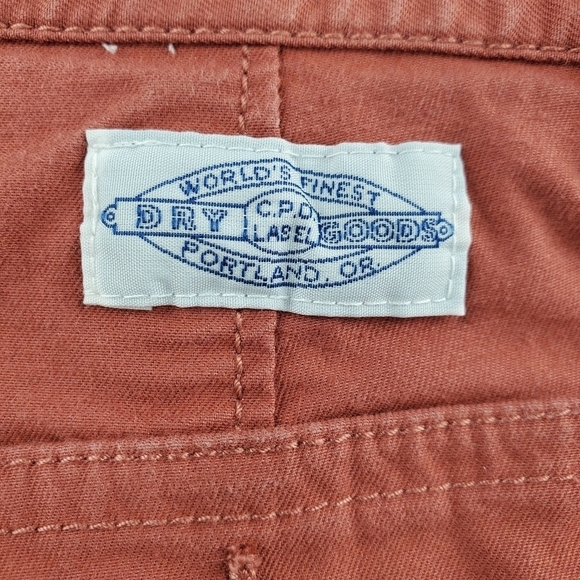 WORLD'S FINEST
DRY C.P.D. LABEL GOODS
PORTLAND, OR